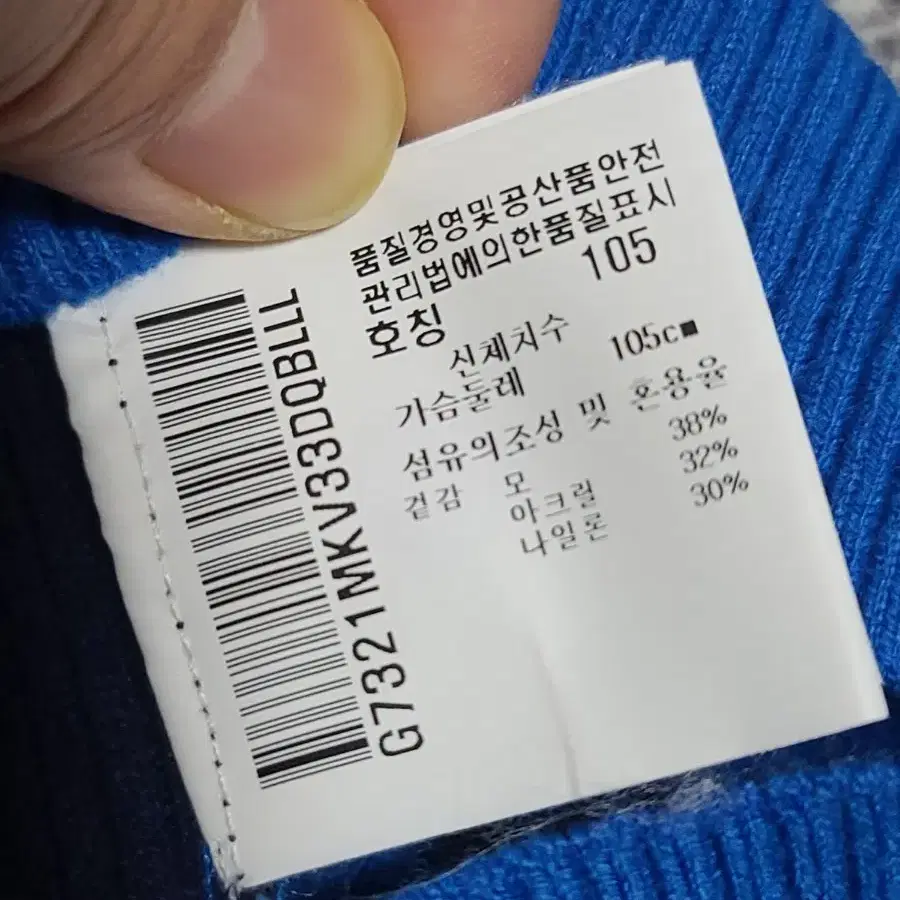 품질경영및공산품안전
관리법에의한품질표시
호칭 105
신체치수
가슴둘레 105c■
섬유의조성 및 혼용율
겉감 모 38%
아크릴 32%
나일론 30%
G7321MKV33DQBLLL